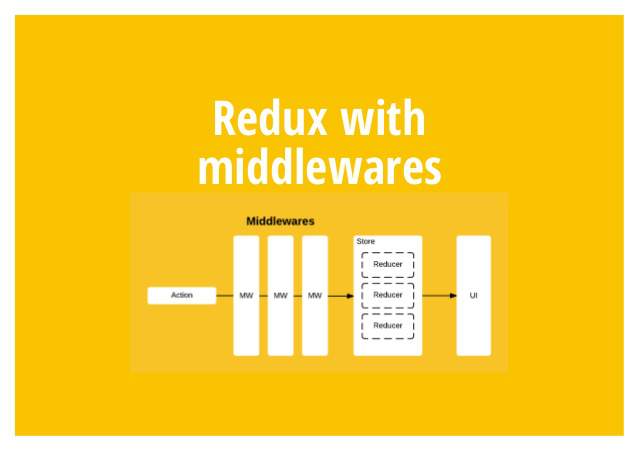 Redux with
middlewares
Middlewares
Store
Reducer
Action
MW
MW
MW
Reducer
UI
Reducer